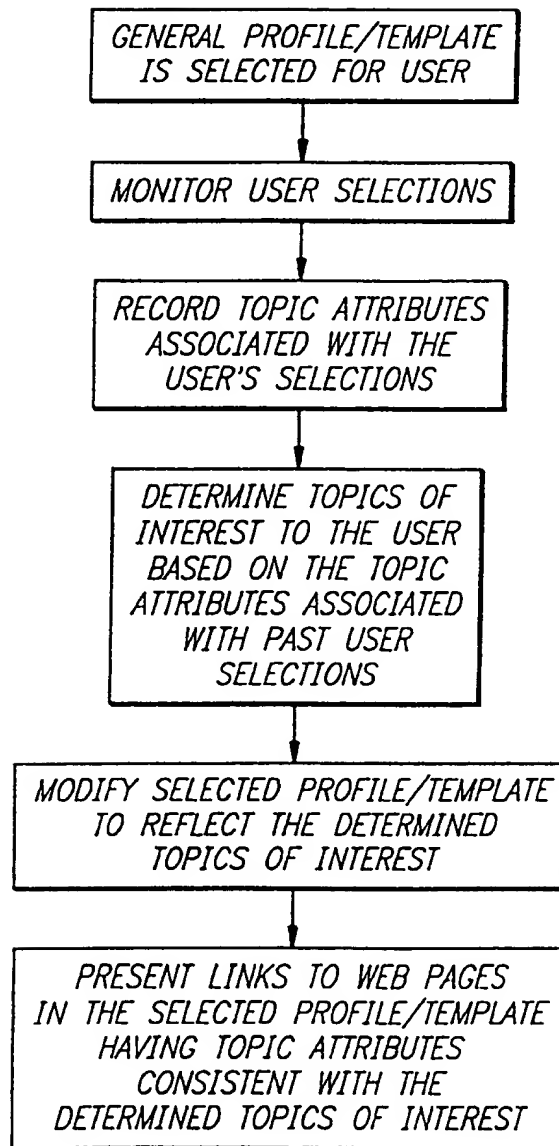 GENERAL PROFILE/TEMPLATE
IS SELECTED FOR USER
MONITOR USER SELECTIONS
RECORD TOPIC ATTRIBUTES
ASSOCIATED WITH THE
USER'S SELECTIONS
DETERMINE TOPICS OF
INTEREST TO THE USER
BASED ON THE TOPIC
ATTRIBUTES ASSOCIATED
WITH PAST USER
SELECTIONS
MODIFY SELECTED PROFILE/TEMPLATE
TO REFLECT THE DETERMINED
TOPICS OF INTEREST
PRESENT LINKS TO WEB PAGES
IN THE SELECTED PROFILE/TEMPLATE
HAVING TOPIC ATTRIBUTES
CONSISTENT WITH THE
DETERMINED TOPICS OF INTEREST